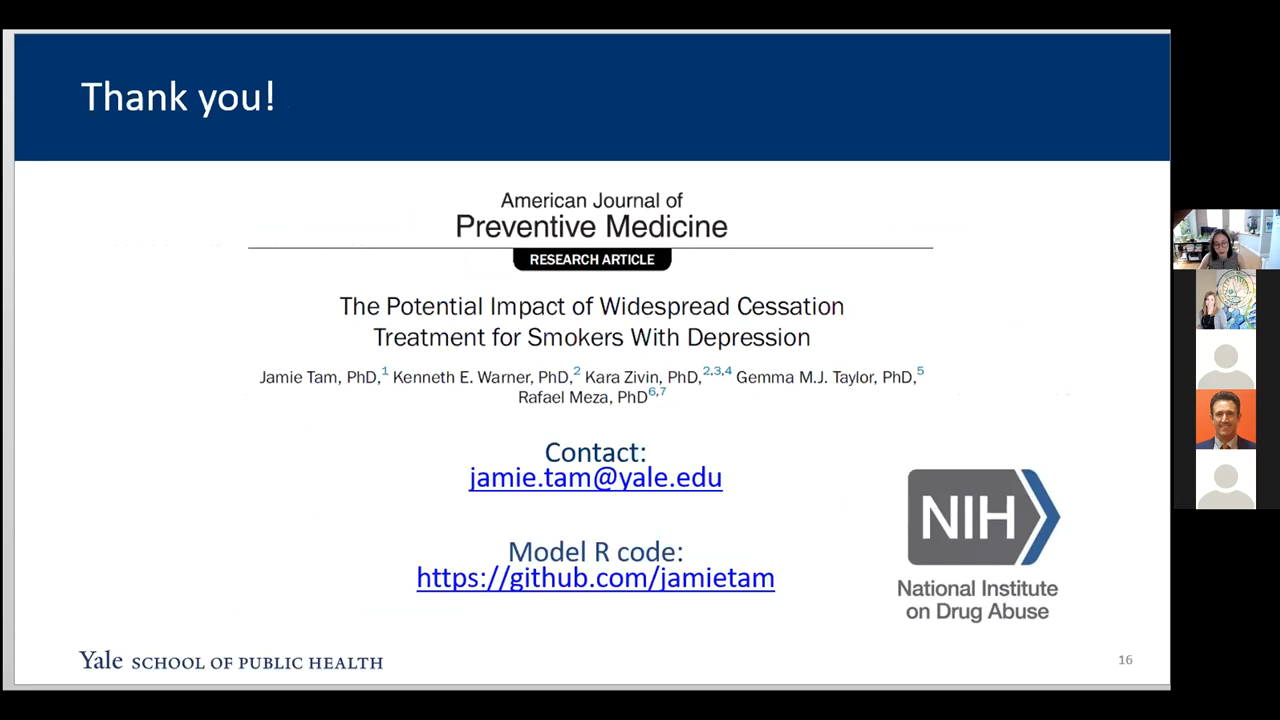 Thank you!
American Journal of
Preventive Medicine
RESEARCH ARTICLE
The Potential Impact of Widespread Cessation
Treatment for Smokers With Depression
Jamie Tam, PhD,1 Kenneth E. Warner, PhD,2 Kara Zivin, PhD,2,3,4 Gemma M.J. Taylor, PhD,5
Rafael Meza, PhD6,7
Contact:
jamie.tam@yale.edu
Model R code:
https://github.com/jamietam
NIH
National Institute
on Drug Abuse
Yale SCHOOL OF PUBLIC HEALTH
16